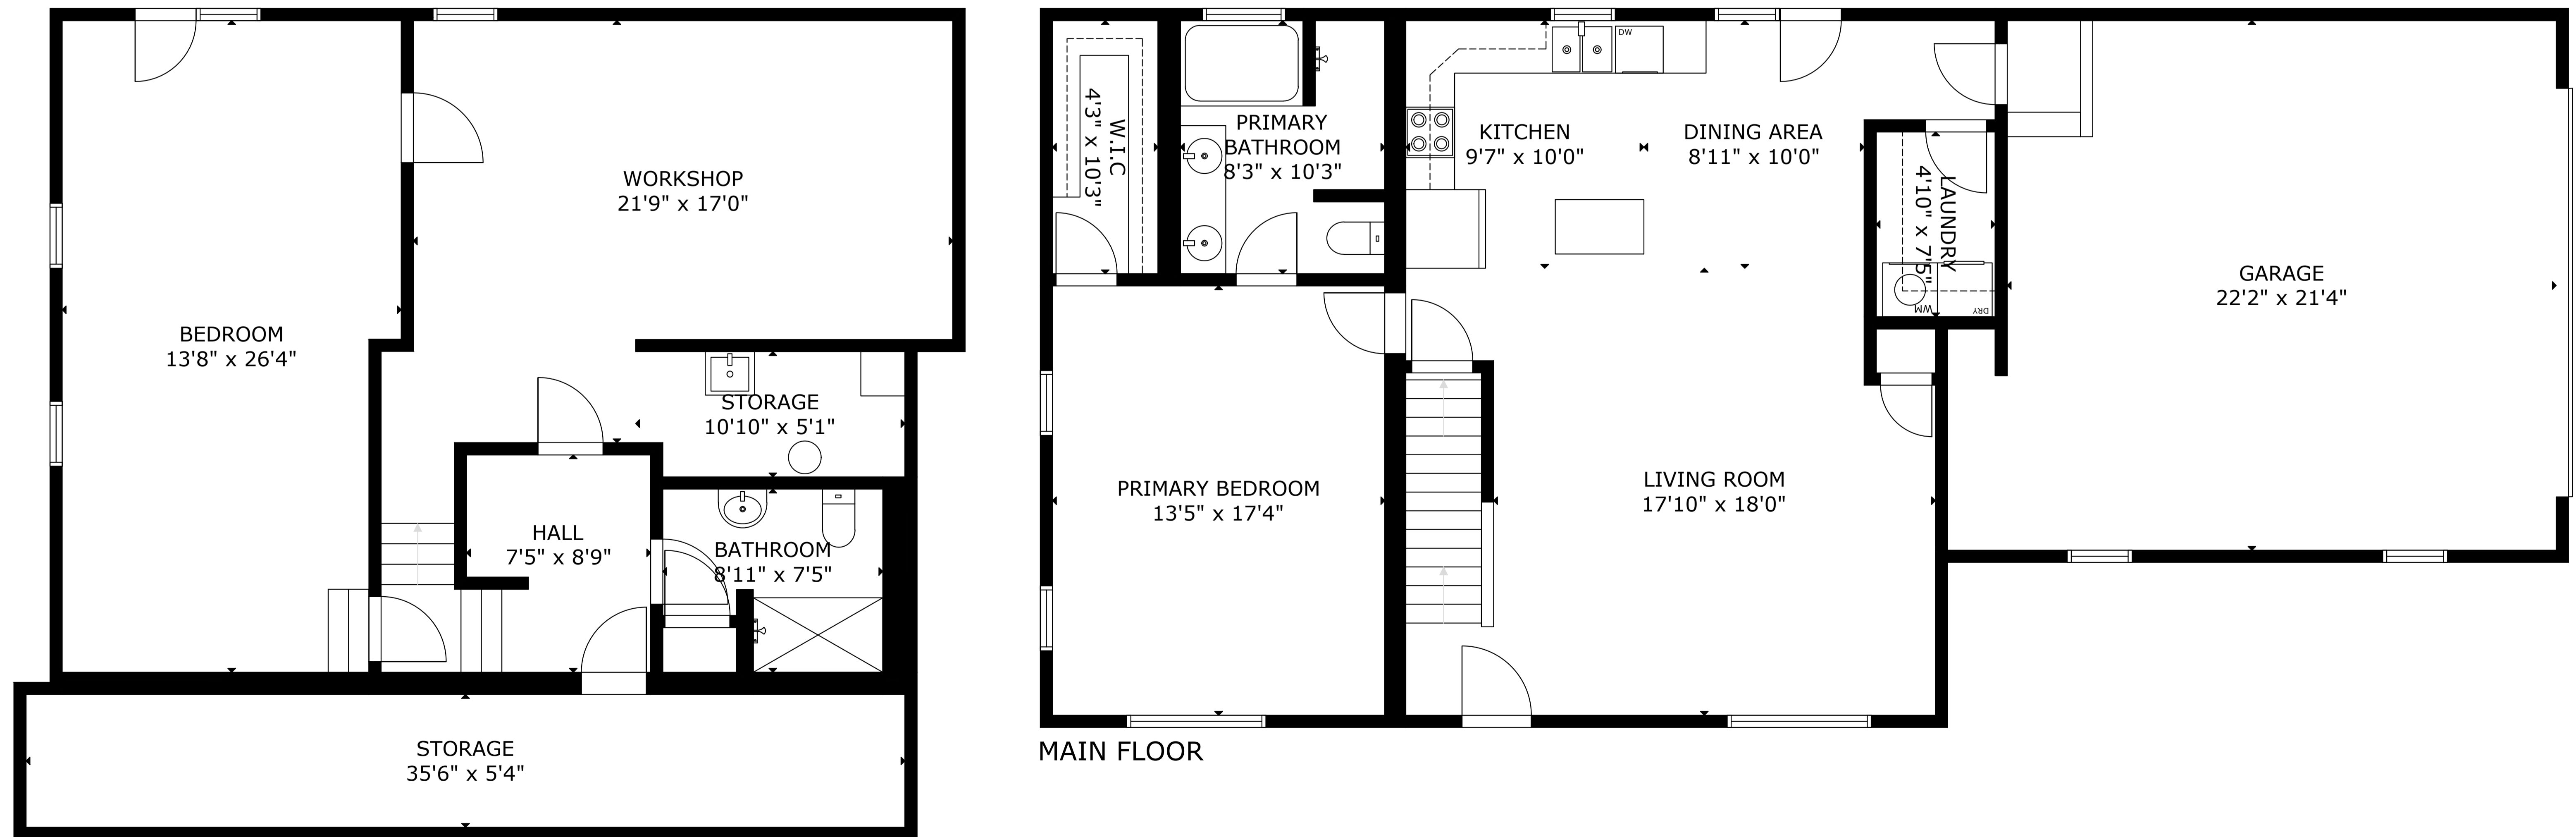 BEDROOM
13'8" x 26'4"
WORKSHOP
21'9" x 17'0"
STORAGE
10'10" x 5'1"
HALL
7'5" x 8'9"
BATHROOM
8'11" x 7'5"
STORAGE
35'6" x 5'4"
W.I.C
4'3" x 10'3"
PRIMARY
BATHROOM
8'3" x 10'3"
DW
KITCHEN
9'7" x 10'0"
DINING AREA
8'11" x 10'0"
LAUNDRY
4'10" x 7'5"
WM
DRY
GARAGE
22'2" x 21'4"
PRIMARY BEDROOM
13'5" x 17'4"
LIVING ROOM
17'10" x 18'0"
MAIN FLOOR